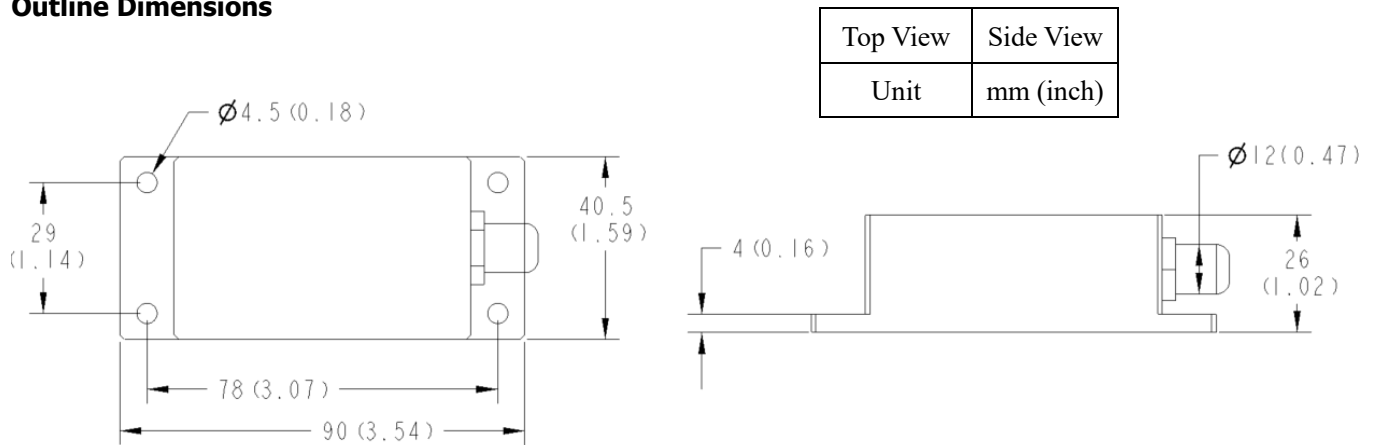 Outline Dimensions
Top View Side View
Unit mm (inch)
Ø4.5 (0.18)
Ø12(0.47)
29
(1.14)
40.5
(1.59)
4 (0.16)
26
(1.02)
78 (3.07)
90 (3.54)